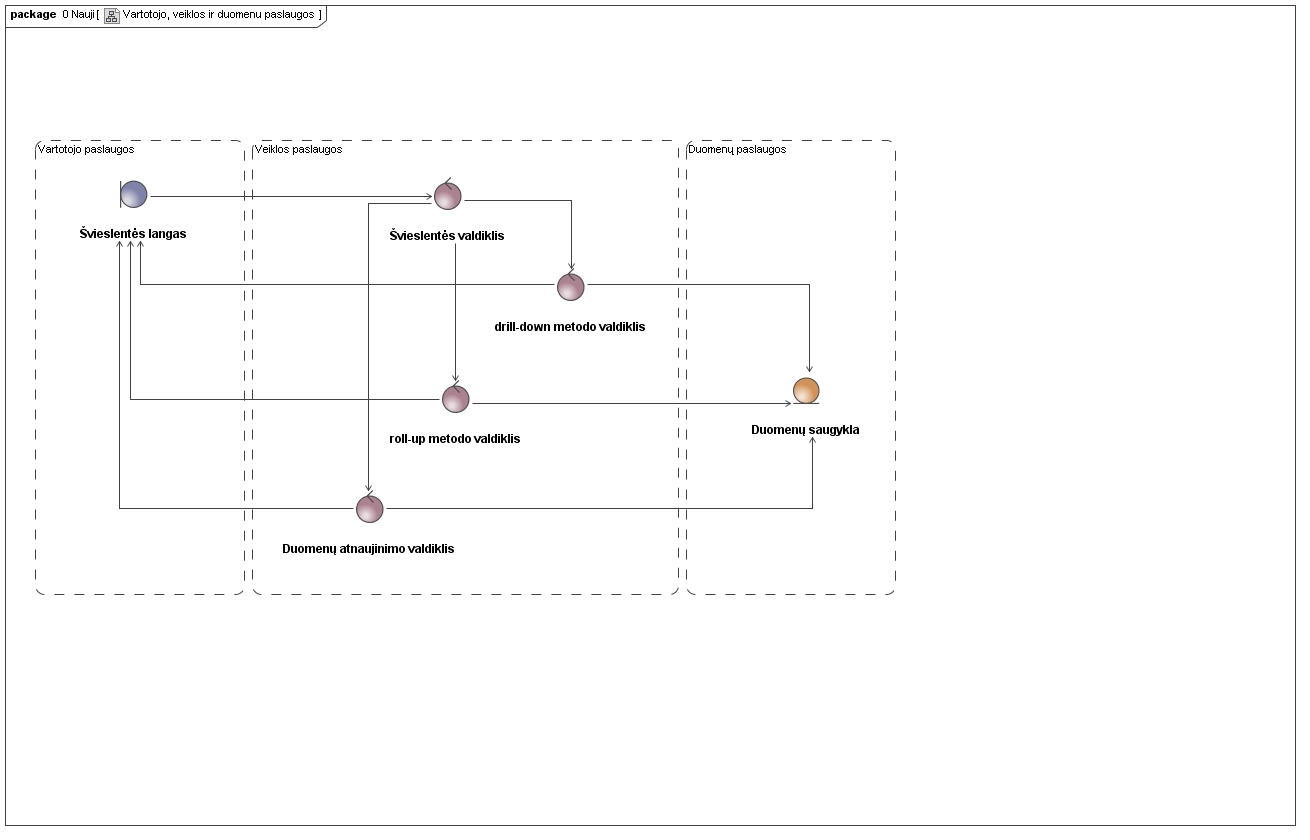 package 0 Nauji [ Vartotojo, veiklos ir duomenu paslaugos ]
Vartotojo paslaugos
Veiklos paslaugos
Duomenų paslaugos
Švieslentės langas
Švieslentės valdiklis
drill-down metodo valdiklis
roll-up metodo valdiklis
Duomenų saugykla
Duomenų atnaujinimo valdiklis